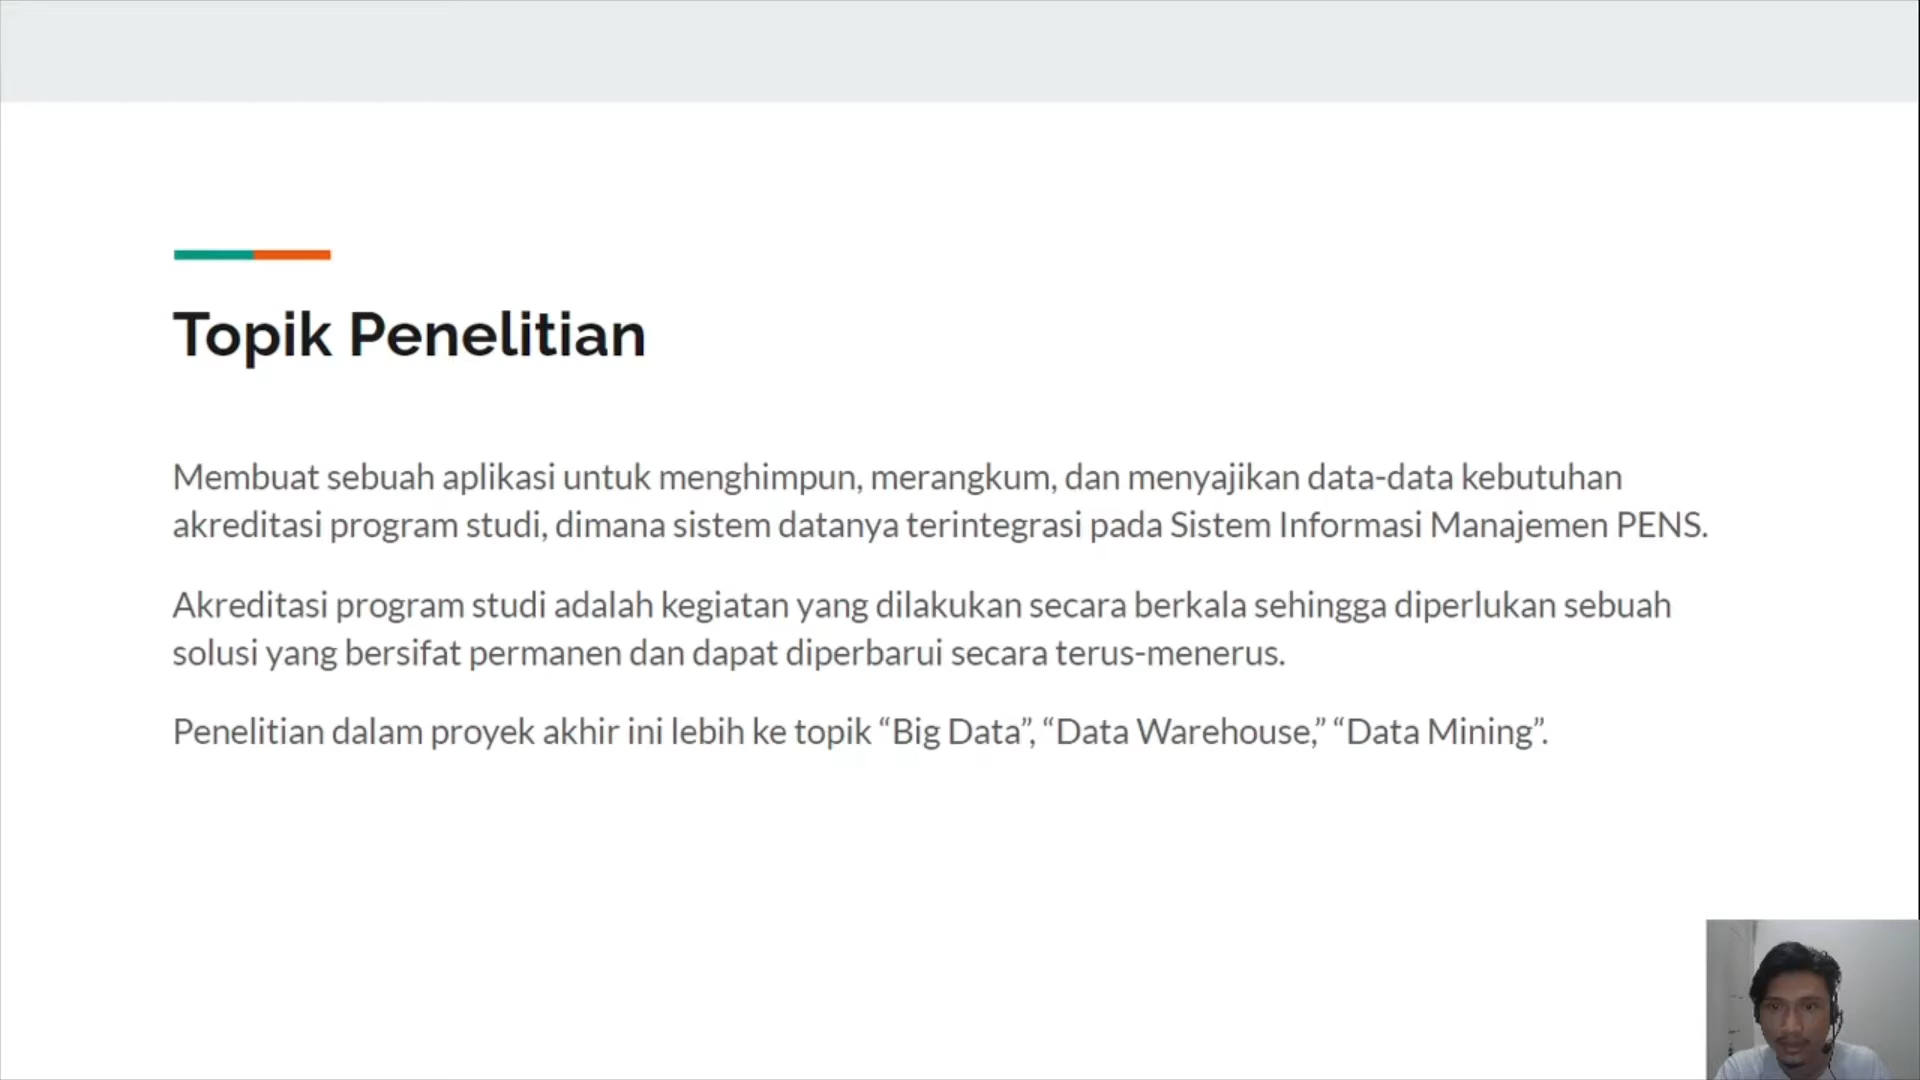 Topik Penelitian
Membuat sebuah aplikasi untuk menghimpun, merangkum, dan menyajikan data-data kebutuhan
akreditasi program studi, dimana sistem datanya terintegrasi pada Sistem Informasi Manajemen PENS.
Akreditasi program studi adalah kegiatan yang dilakukan secara berkala sehingga diperlukan sebuah
solusi yang bersifat permanen dan dapat diperbarui secara terus-menerus.
Penelitian dalam proyek akhir ini lebih ke topik “Big Data”, “Data Warehouse,” “Data Mining”.